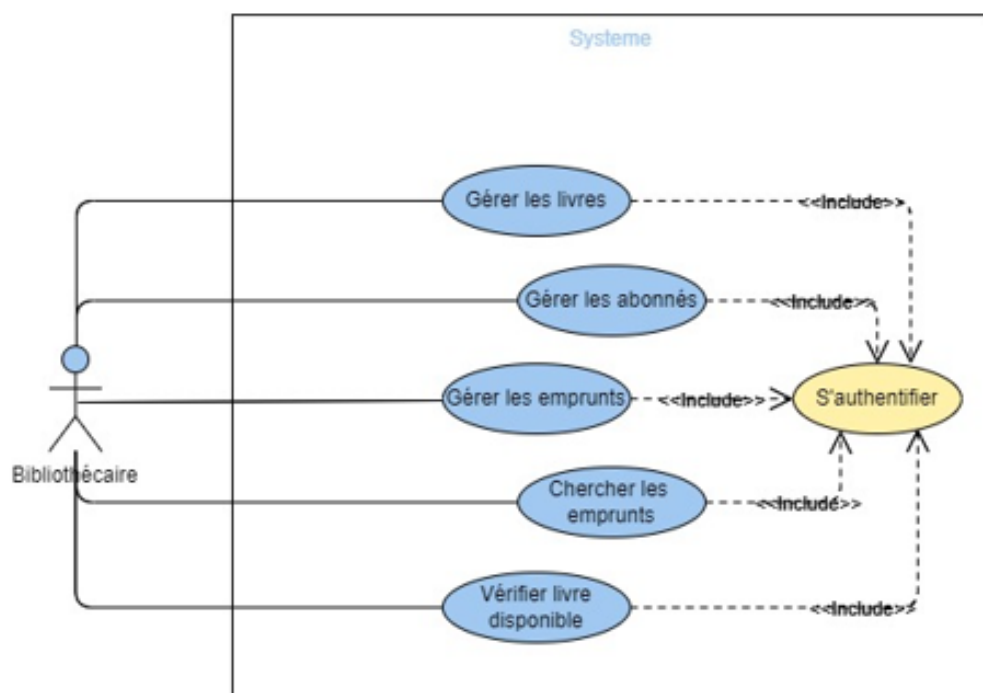 Systeme
Gérer les livres
<<Include>>
Gérer les abonnés
<<Include>>
Gérer les emprunts
<<Include>>
S'authentifier
Bibliothécaire
Chercher les
emprunts
<<Include>>
Vérifier livre
disponible
<<Include>>